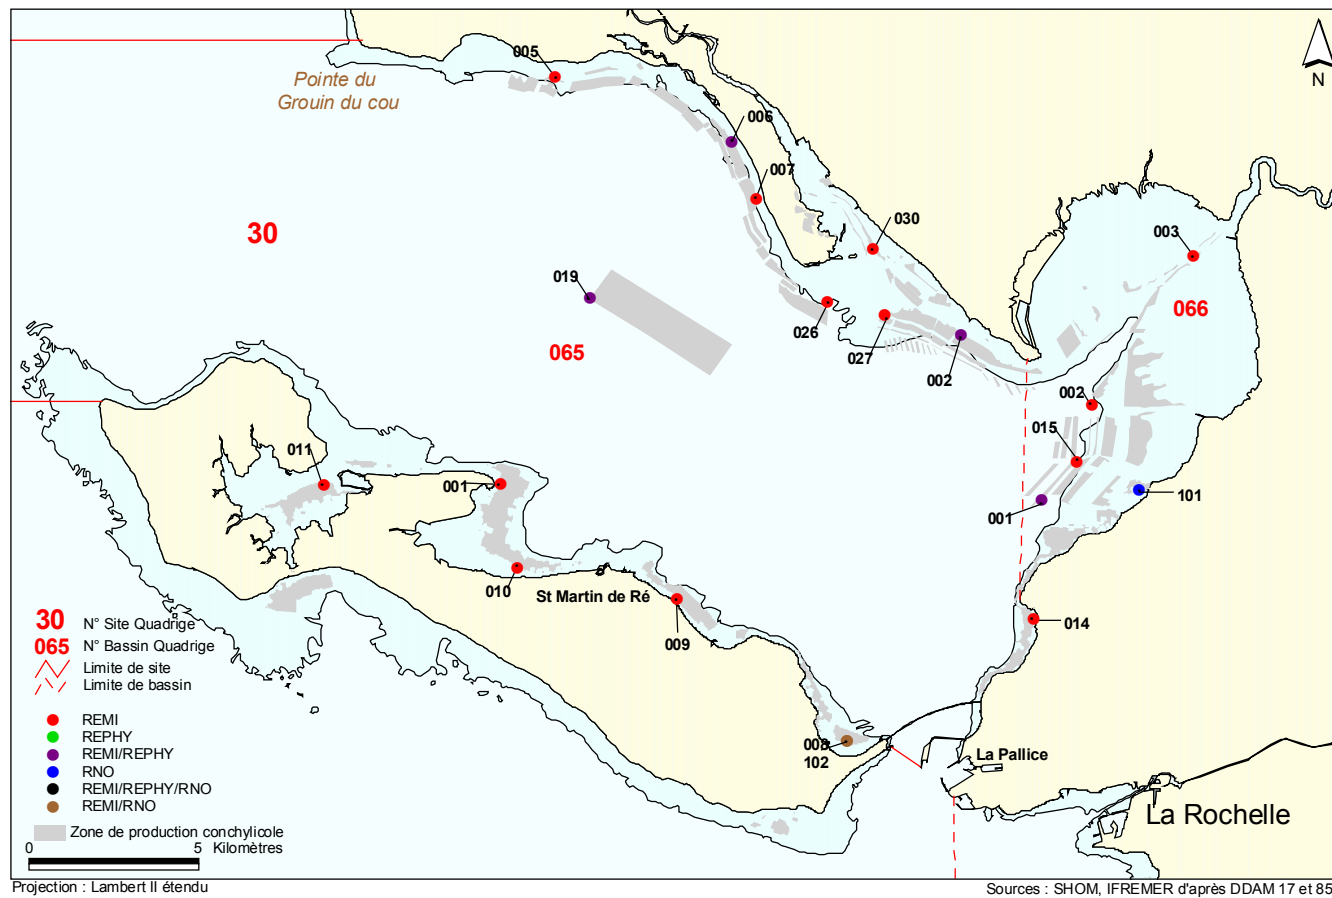 005
N
Pointe du
Grouin du cou
006
007
30
030
003
019
066
026
027
065
002
002
015
011
001
001
101
010
St Martin de Ré
009
014
30 N° Site Quadrige
065 N° Bassin Quadrige
Limite de site
Limite de bassin
REMI
REPHY
REMI/REPHY
RNO
REMI/REPHY/RNO
REMI/RNO
008
102
La Pallice
La Rochelle
Zone de production conchylicole
0 5 Kilomètres
Projection : Lambert II étendu
Sources : SHOM, IFREMER d'après DDAM 17 et 85